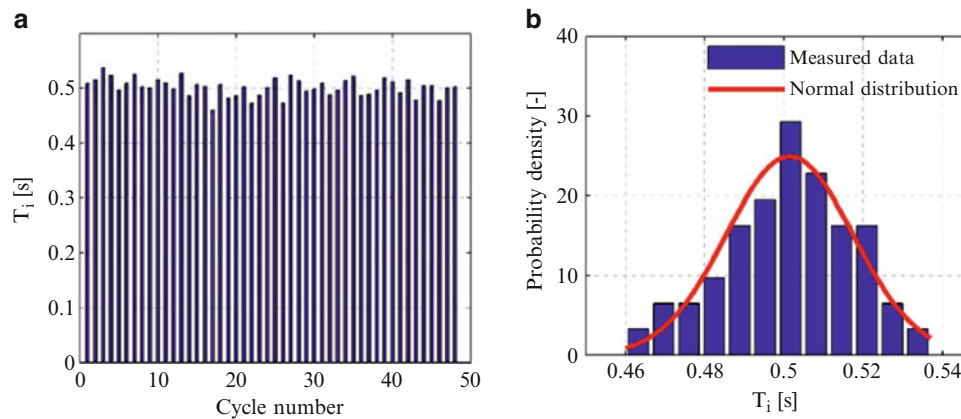 a
T_i [s]
0.5
0.4
0.3
0.2
0.1
0
0 10 20 30 40 50
Cycle number
b
Probability density [-]
40
30
20
10
0
Measured data
Normal distribution
0.46 0.48 0.5 0.52 0.54
T_i [s]